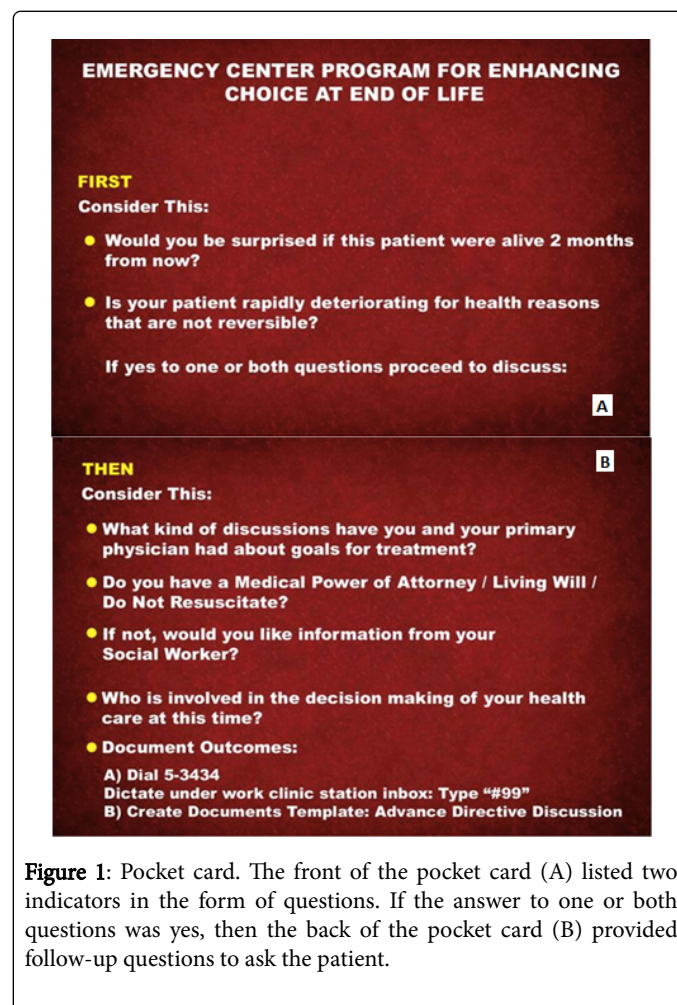 EMERGENCY CENTER PROGRAM FOR ENHANCING
CHOICE AT END OF LIFE
FIRST
Consider This:
Would you be surprised if this patient were alive 2 months
from now?
Is your patient rapidly deteriorating for health reasons
that are not reversible?
If yes to one or both questions proceed to discuss:
A
B
THEN
Consider This:
What kind of discussions have you and your primary
physician had about goals for treatment?
Do you have a Medical Power of Attorney / Living Will /
Do Not Resuscitate?
If not, would you like information from your
Social Worker?
Who is involved in the decision making of your health
care at this time?
Document Outcomes:
A) Dial 5-3434
Dictate under work clinic station inbox: Type “#99”
B) Create Documents Template: Advance Directive Discussion
Figure 1: Pocket card. The front of the pocket card (A) listed two
indicators in the form of questions. If the answer to one or both
questions was yes, then the back of the pocket card (B) provided
follow-up questions to ask the patient.